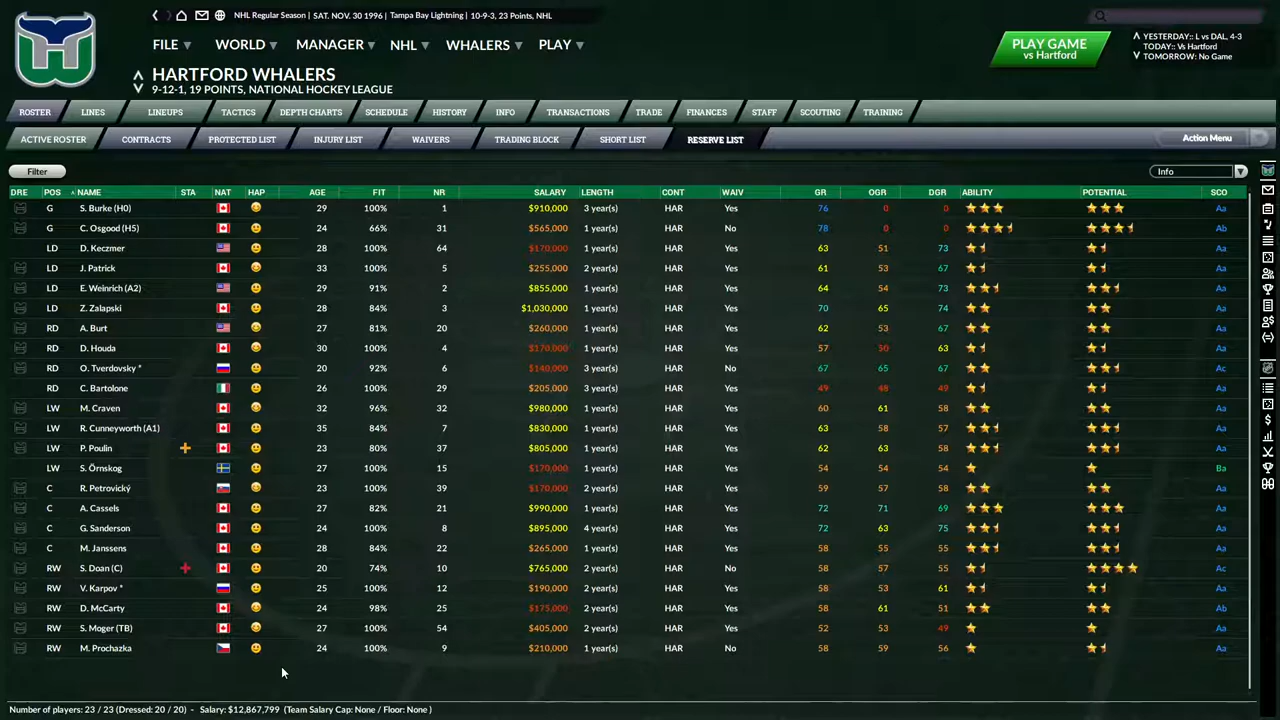 NHL Regular Season | SAT. NOV. 30 1996 | Tampa Bay Lightning | 10-9-3, 23 Points, NHL
FILE WORLD MANAGER NHL WHALERS PLAY
PLAY GAME
vs Hartford
YESTERDAY:: L vs DAL, 4-3
TODAY:: Vs Hartford
TOMORROW: No Game
HARTFORD WHALERS
9-12-1, 19 POINTS, NATIONAL HOCKEY LEAGUE
ROSTER LINES LINEUPS TACTICS DEPTH CHARTS SCHEDULE HISTORY INFO TRANSACTIONS TRADE FINANCES STAFF SCOUTING TRAINING
ACTIVE ROSTER CONTRACTS PROTECTED LIST INJURY LIST WAIVERS TRADING BLOCK SHORT LIST RESERVE LIST Action Menu
Filter Info
DRE POS NAME STA NAT HAP AGE FIT NR SALARY LENGTH CONT WAIV GR OGR DGR ABILITY POTENTIAL SCO
G S. Burke (H0) 29 100% 1 $910,000 3 year(s) HAR Yes 76 0 0 Aa
G C. Osgood (H5) 24 66% 31 $565,000 1 year(s) HAR No 78 0 0 Ab
LD D. Keczmer 28 100% 64 $170,000 1 year(s) HAR Yes 63 51 73 Aa
LD J. Patrick 33 100% 5 $255,000 2 year(s) HAR Yes 61 53 67 Aa
LD E. Weinrich (A2) 29 91% 2 $855,000 1 year(s) HAR Yes 64 54 73 Aa
LD Z. Zalapski 28 84% 3 $1,030,000 1 year(s) HAR Yes 70 65 74 Aa
RD A. Burt 27 81% 20 $260,000 1 year(s) HAR Yes 62 53 67 Aa
RD D. Houda 30 100% 4 $170,000 1 year(s) HAR Yes 57 50 63 Aa
RD O. Tverdovsky * 20 92% 6 $140,000 3 year(s) HAR No 67 65 67 Ac
RD C. Bartolone 26 100% 29 $205,000 3 year(s) HAR Yes 49 48 49 Aa
LW M. Craven 32 96% 32 $980,000 1 year(s) HAR Yes 60 61 58 Aa
LW R. Cunneyworth (A1) 35 84% 7 $830,000 1 year(s) HAR Yes 63 58 57 Aa
LW P. Poulin 23 80% 37 $805,000 1 year(s) HAR Yes 62 63 58 Aa
LW S. Örnskog 27 100% 15 $170,000 1 year(s) HAR Yes 54 54 54 Ba
C R. Petrovický 23 100% 39 $170,000 2 year(s) HAR Yes 59 57 58 Aa
C A. Cassels 27 82% 21 $990,000 1 year(s) HAR Yes 72 71 69 Aa
C G. Sanderson 24 100% 8 $895,000 4 year(s) HAR Yes 72 63 75 Aa
C M. Janssens 28 84% 22 $265,000 1 year(s) HAR Yes 58 55 55 Aa
RW S. Doan (C) 20 74% 10 $765,000 1 year(s) HAR No 58 57 55 Ac
RW V. Karpov * 25 100% 12 $190,000 2 year(s) HAR Yes 58 53 61 Aa
RW D. McCarty 24 98% 25 $175,000 2 year(s) HAR Yes 58 61 51 Ab
RW S. Moger (TB) 27 100% 54 $405,000 2 year(s) HAR Yes 52 53 49 Aa
RW M. Prochazka 24 100% 9 $210,000 1 year(s) HAR No 58 59 56 Aa
Number of players: 23 / 23 (Dressed: 20 / 20) - Salary: $12,867,799 (Team Salary Cap: None / Floor: None )